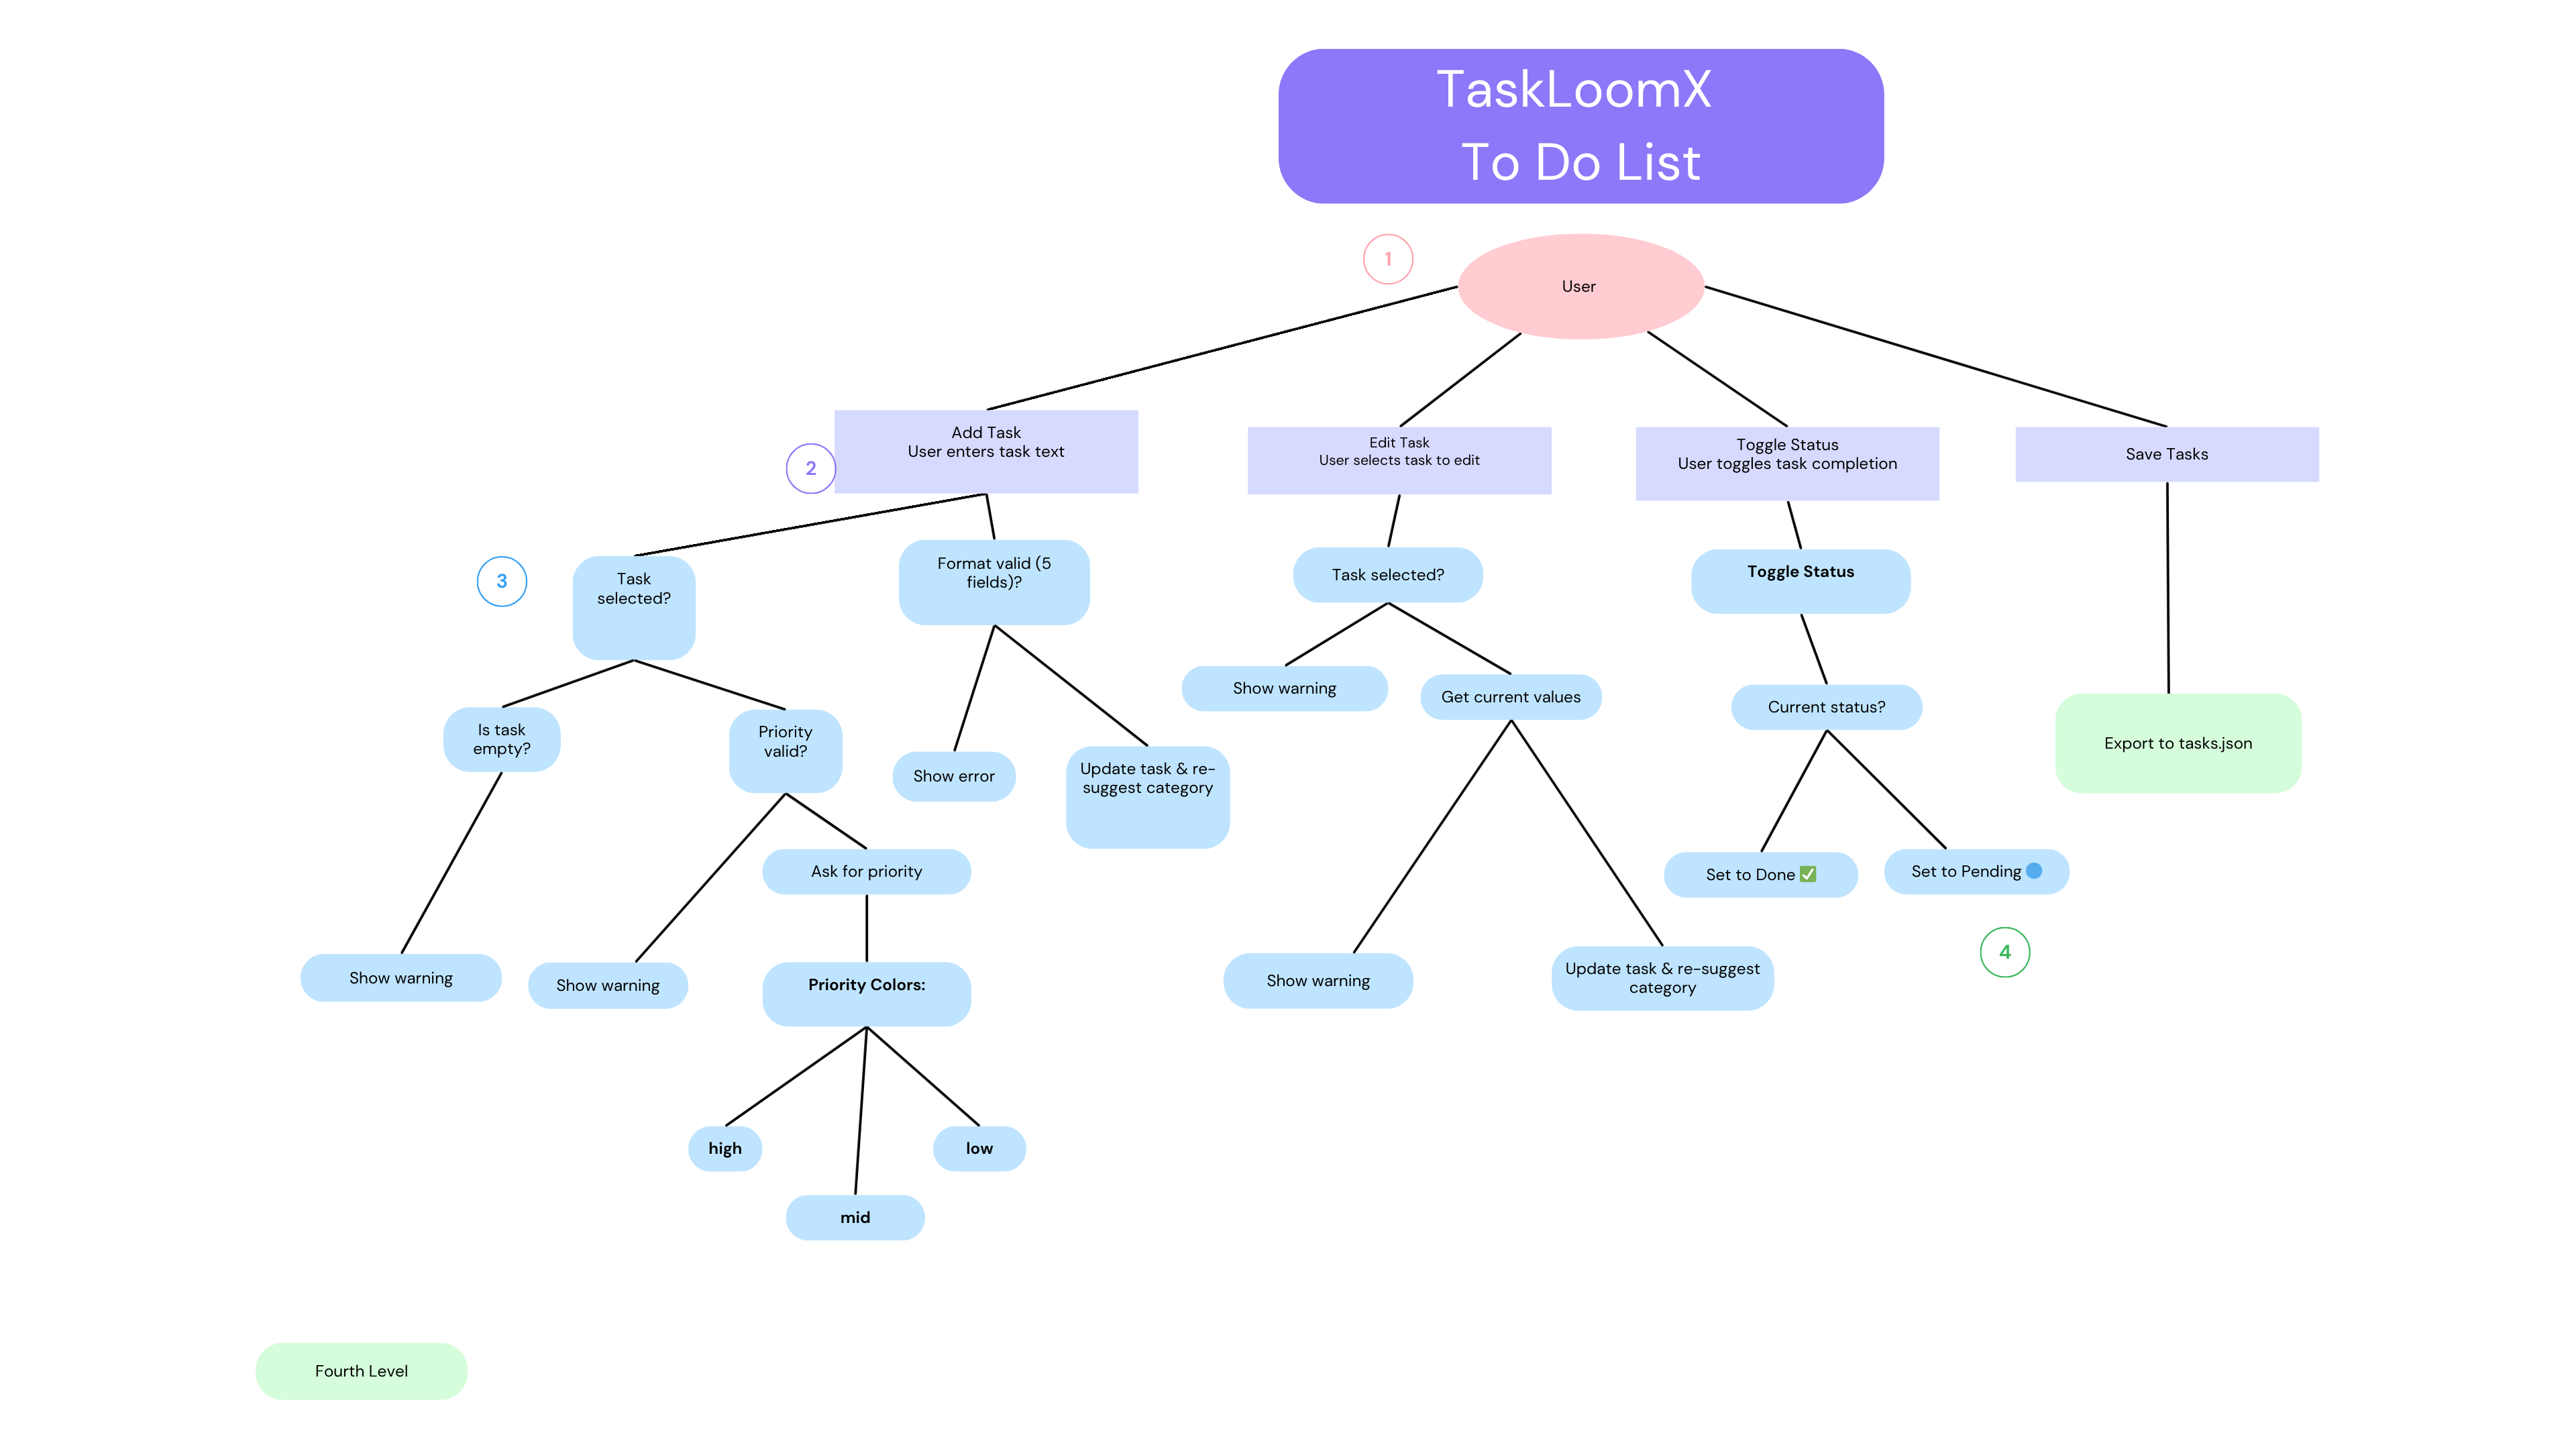 TaskLoomX
To Do List
1
User
Add Task
User enters task text
2
Edit Task
User selects task to edit
Toggle Status
User toggles task completion
Save Tasks
3
Task
selected?
Format valid (5
fields)?
Task selected?
Toggle Status
Is task
empty?
Priority
valid?
Show warning
Get current values
Current status?
Export to tasks.json
Show error
Update task & re-
suggest category
Ask for priority
Set to Done ✅
Set to Pending 🔵
4
Show warning
Show warning
Priority Colors:
Show warning
Update task & re-suggest
category
high
low
mid
Fourth Level